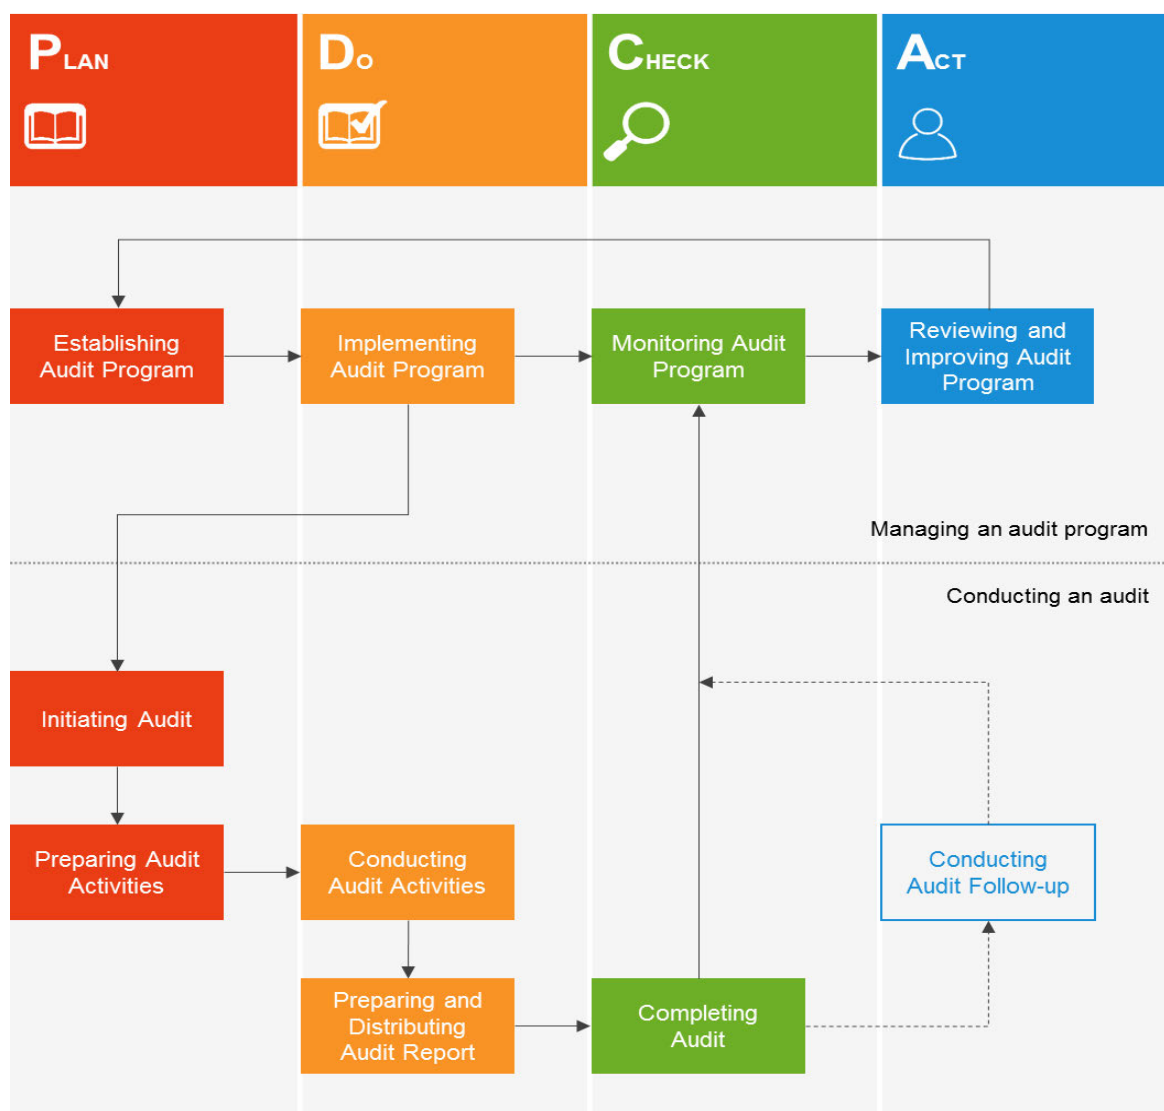 PLAN
DO
CHECK
ACT
Establishing
Audit Program
Implementing
Audit Program
Monitoring Audit
Program
Reviewing and
Improving Audit
Program
Managing an audit program
Conducting an audit
Initiating Audit
Preparing Audit
Activities
Conducting
Audit Activities
Conducting
Audit Follow-up
Preparing and
Distributing
Audit Report
Completing
Audit